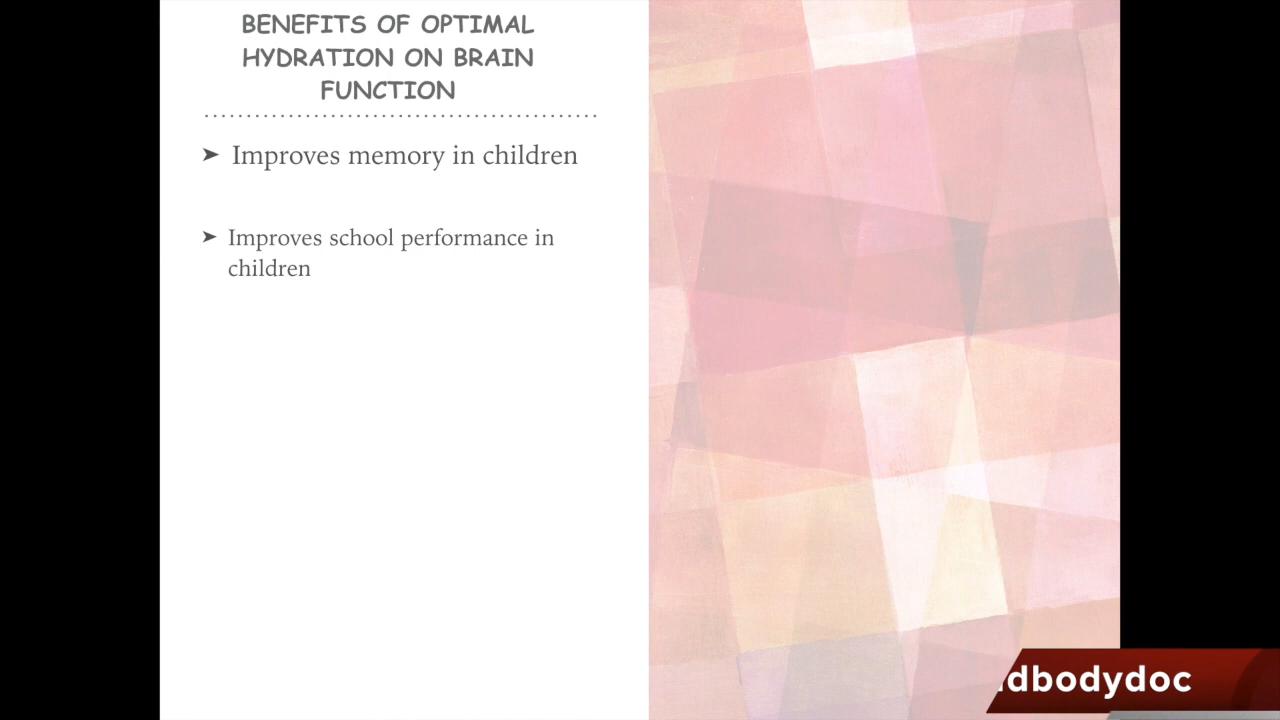 BENEFITS OF OPTIMAL
HYDRATION ON BRAIN
FUNCTION
➤ Improves memory in children
➤ Improves school performance in
children
dbodydoc